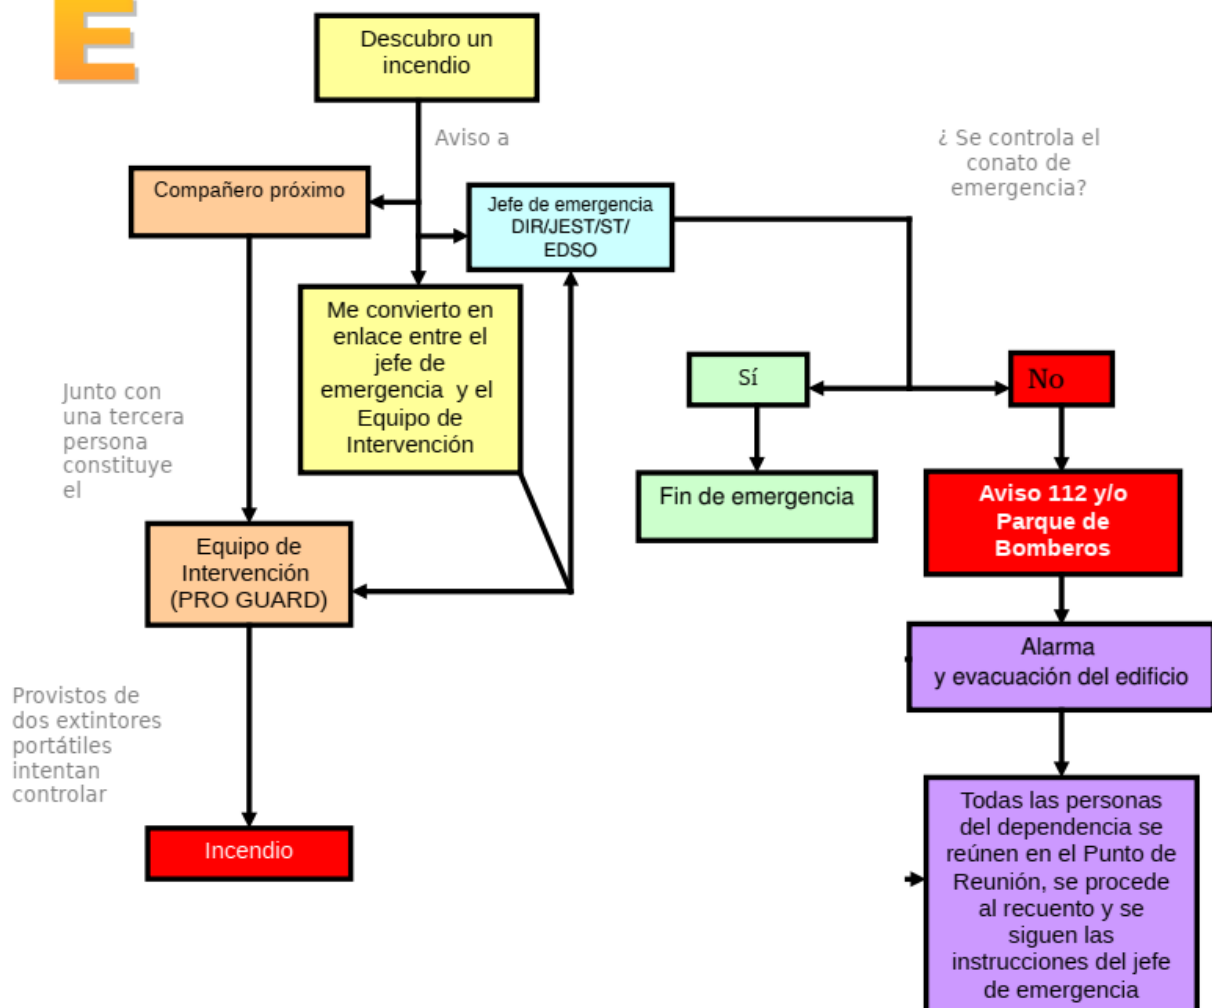 E
Descubro un
incendio
Aviso a
¿ Se controla el
conato de
emergencia?
Compañero próximo
Jefe de emergencia
DIR/JEST/ST/
EDSO
Me convierto en
enlace entre el
jefe de
emergencia y el
Equipo de
Intervención
Sí
No
Junto con
una tercera
persona
constituye
el
Fin de emergencia
Aviso 112 y/o
Parque de
Bomberos
Equipo de
Intervención
(PRO GUARD)
Alarma
y evacuación del edificio
Provistos de
dos extintores
portátiles
intentan
controlar
Incendio
Todas las personas
del dependencia se
reúnen en el Punto de
Reunión, se procede
al recuento y se
siguen las
instrucciones del jefe
de emergencia